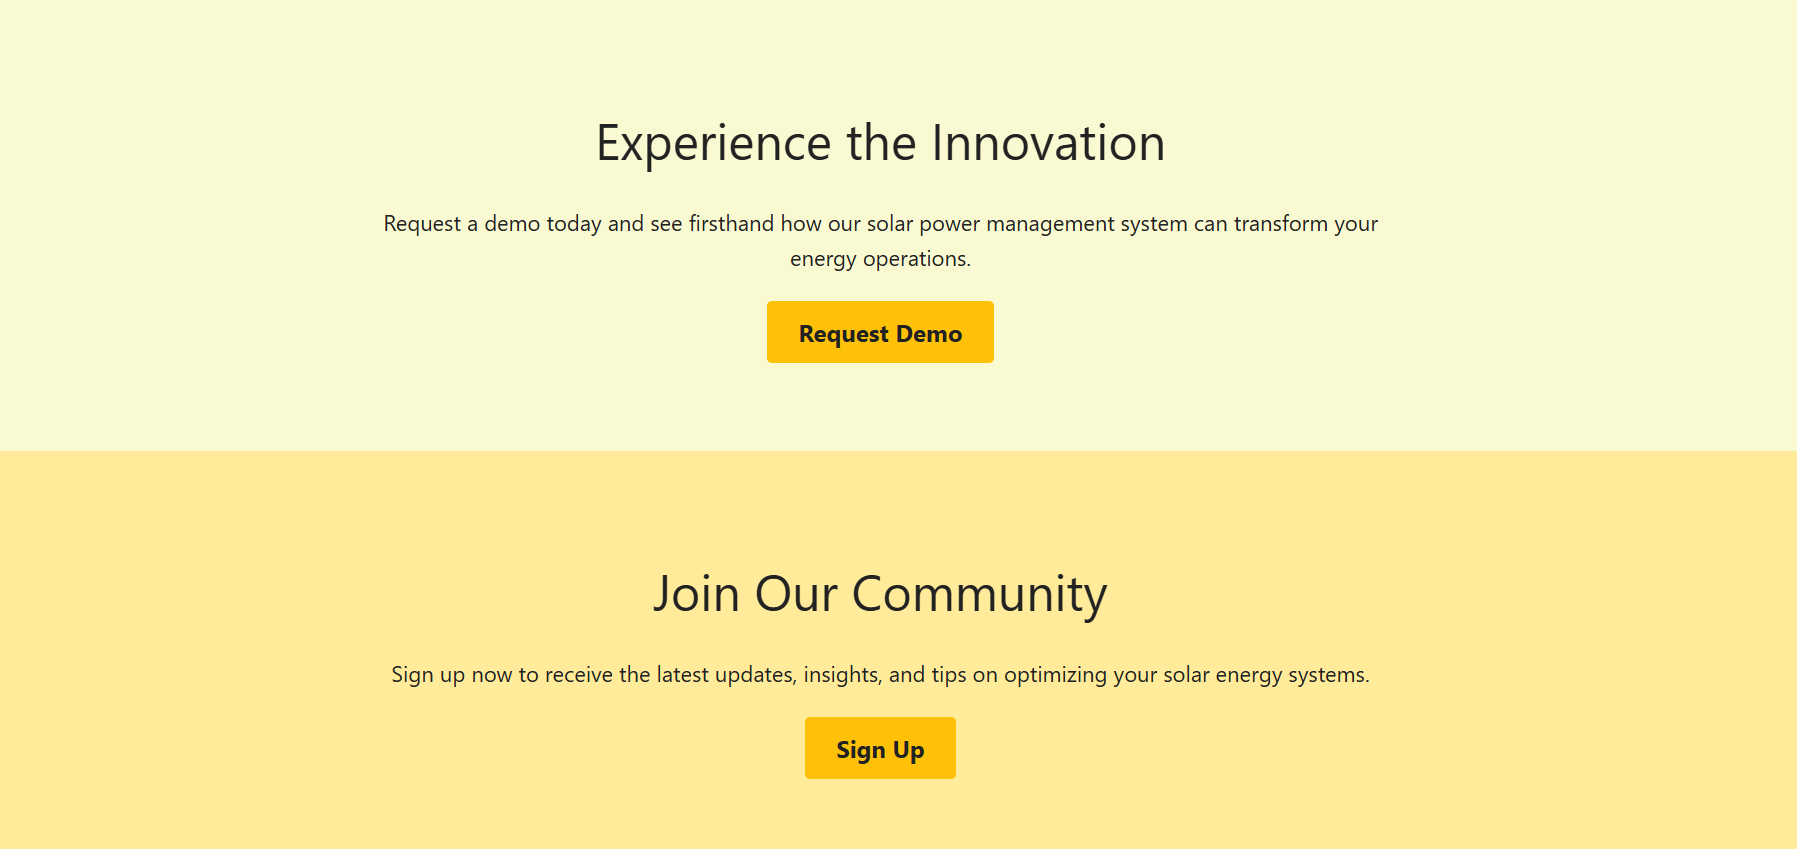 Experience the Innovation
Request a demo today and see firsthand how our solar power management system can transform your
energy operations.
Request Demo
Join Our Community
Sign up now to receive the latest updates, insights, and tips on optimizing your solar energy systems.
Sign Up